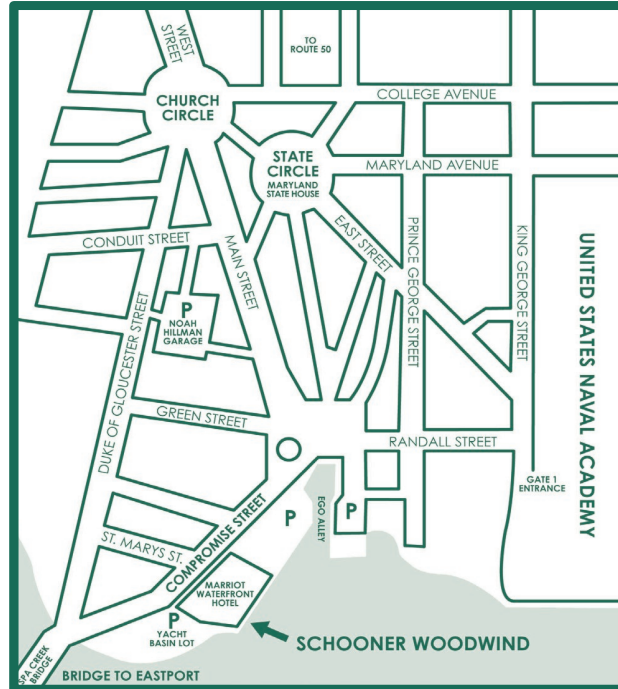 WEST
STREET
TO
ROUTE 50
COLLEGE AVENUE
CHURCH
CIRCLE
STATE
CIRCLE
MARYLAND
STATE HOUSE
MARYLAND AVENUE
CONDUIT STREET
MAIN STREET
EAST STREET
PRINCE GEORGE STREET
KING GEORGE STREET
UNITED STATES NAVAL ACADEMY
P
NOAH
HILLMAN
GARAGE
DUKE OF GLOUCESTER STREET
GREEN STREET
RANDALL STREET
GATE 1
ENTRANCE
EGO ALLEY
P
P
ST. MARYS ST.
COMPROMISE STREET
MARRIOT
WATERFRONT
HOTEL
P
YACHT
BASIN LOT
SCHOONER WOODWIND
SPA CREEK
BRIDGE
BRIDGE TO EASTPORT